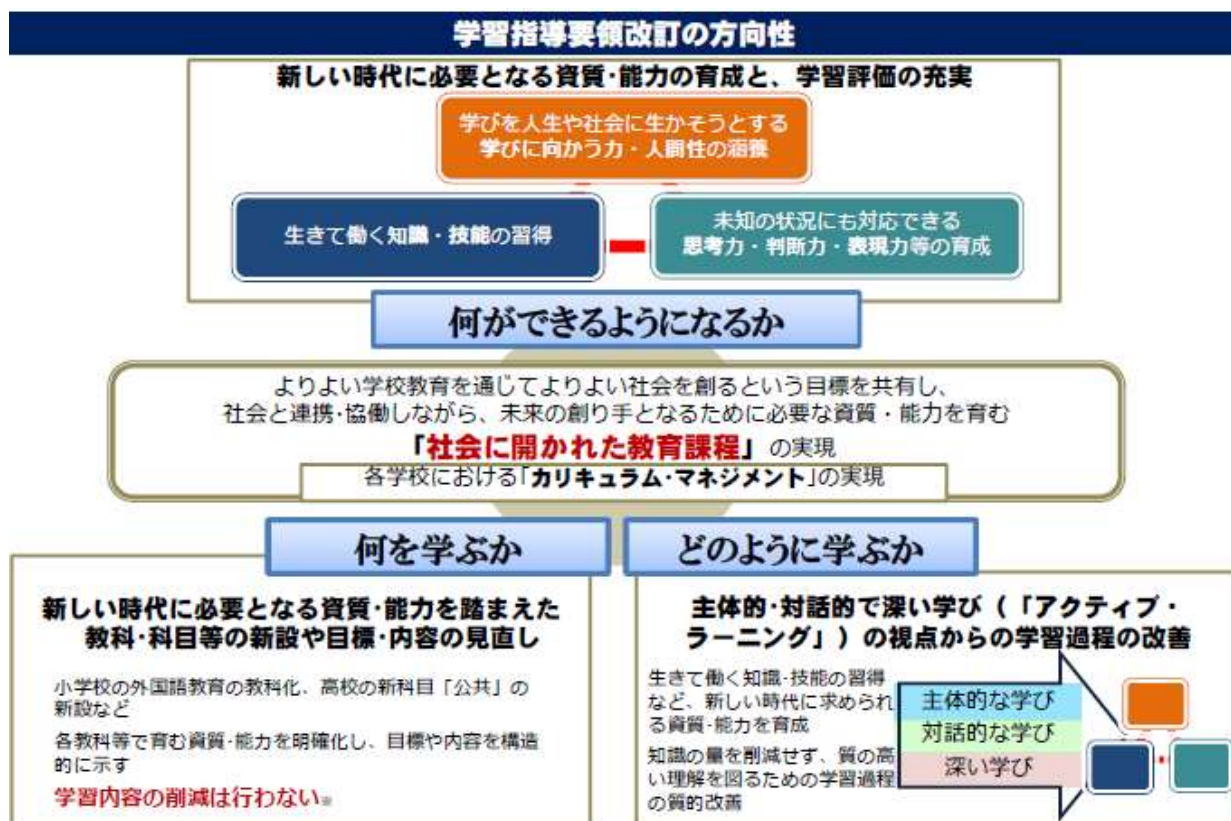 学習指導要領改訂の方向性
新しい時代に必要となる資質･能力の育成と、学習評価の充実
学びを人生や社会に生かそうとする
学びに向かう力・人間性の涵養
生きて働く知識・技能の習得
未知の状況にも対応できる
思考力・判断力・表現力等の育成
何ができるようになるか
よりよい学校教育を通じてよりよい社会を創るという目標を共有し、
社会と連携･協働しながら、未来の創り手となるために必要な資質・能力を育む
「社会に開かれた教育課程」の実現
各学校における「カリキュラム･マネジメント」の実現
何を学ぶか
新しい時代に必要となる資質･能力を踏まえた
教科･科目等の新設や目標･内容の見直し
小学校の外国語教育の教科化、高校の新科目「公共」の
新設など
各教科等で育む資質･能力を明確化し、目標や内容を構造
的に示す
学習内容の削減は行わない※
どのように学ぶか
主体的･対話的で深い学び（「アクティブ・
ラーニング」）の視点からの学習過程の改善
生きて働く知識･技能の習得
など、新しい時代に求められ
る資質･能力を育成
知識の量を削減せず、質の高
い理解を図るための学習過程
の質的改善
主体的な学び
対話的な学び
深い学び